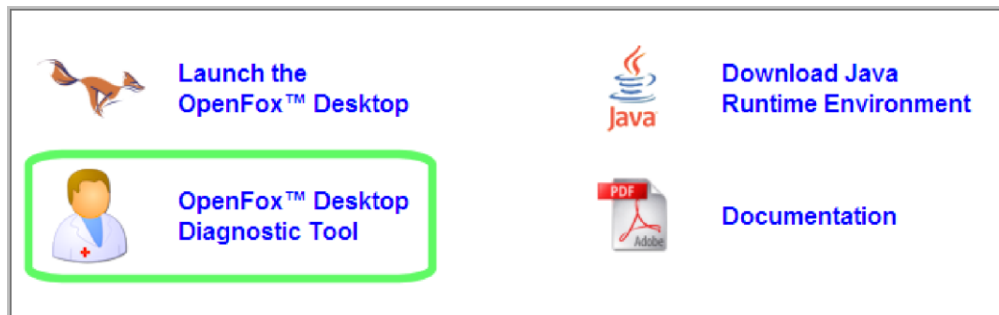 Launch the
OpenFox™ Desktop
Java
Download Java
Runtime Environment
OpenFox™ Desktop
Diagnostic Tool
PDF
Adobe
Documentation